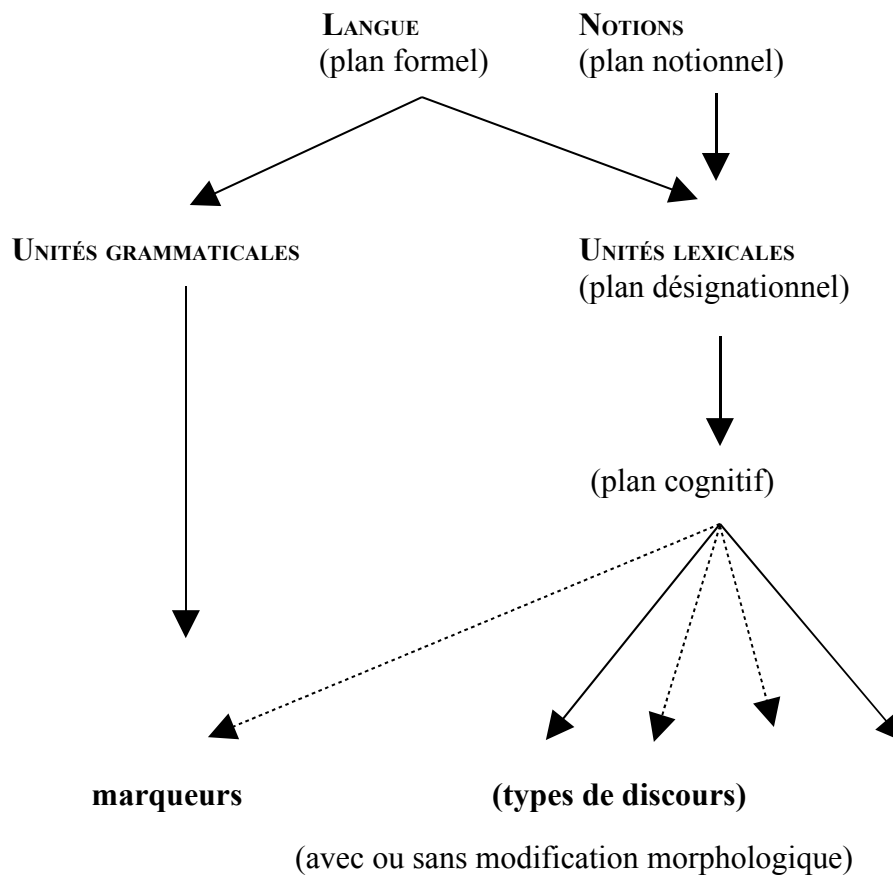 LANGUE NOTIONS
(plan formel) (plan notionnel)
UNITÉS GRAMMATICALES UNITÉS LEXICALES
(plan désignationnel)
(plan cognitif)
marqueurs (types de discours)
(avec ou sans modification morphologique)